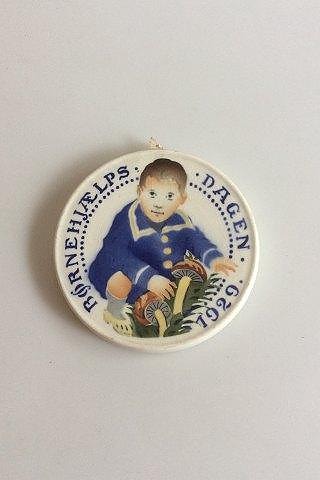 BØRNEHJÆLPS · DAGEN · 1929.